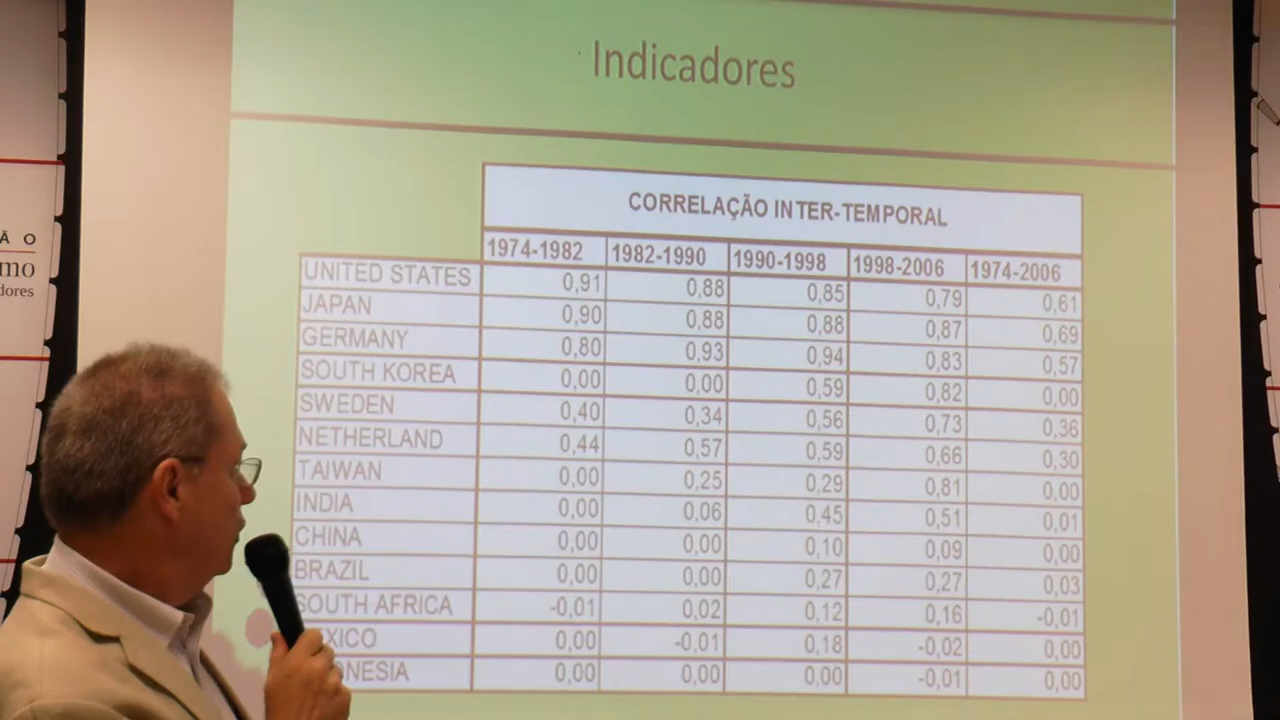 Indicadores
CORRELAÇÃO INTER-TEMPORAL
1974-1982 1982-1990 1990-1998 1998-2006 1974-2006
UNITED STATES 0,91 0,88 0,85 0,79 0,61
JAPAN 0,90 0,88 0,88 0,87 0,69
GERMANY 0,80 0,93 0,94 0,83 0,57
SOUTH KOREA 0,00 0,00 0,59 0,82 0,00
SWEDEN 0,40 0,34 0,56 0,73 0,36
NETHERLAND 0,44 0,57 0,59 0,66 0,30
TAIWAN 0,00 0,25 0,29 0,81 0,00
INDIA 0,00 0,06 0,45 0,51 0,01
CHINA 0,00 0,00 0,10 0,09 0,00
BRAZIL 0,00 0,00 0,27 0,27 0,03
SOUTH AFRICA -0,01 0,02 0,12 0,16 -0,01
XICO 0,00 -0,01 0,18 -0,02 0,00
NESIA 0,00 0,00 0,00 -0,01 0,00
Ã O
mo
dores